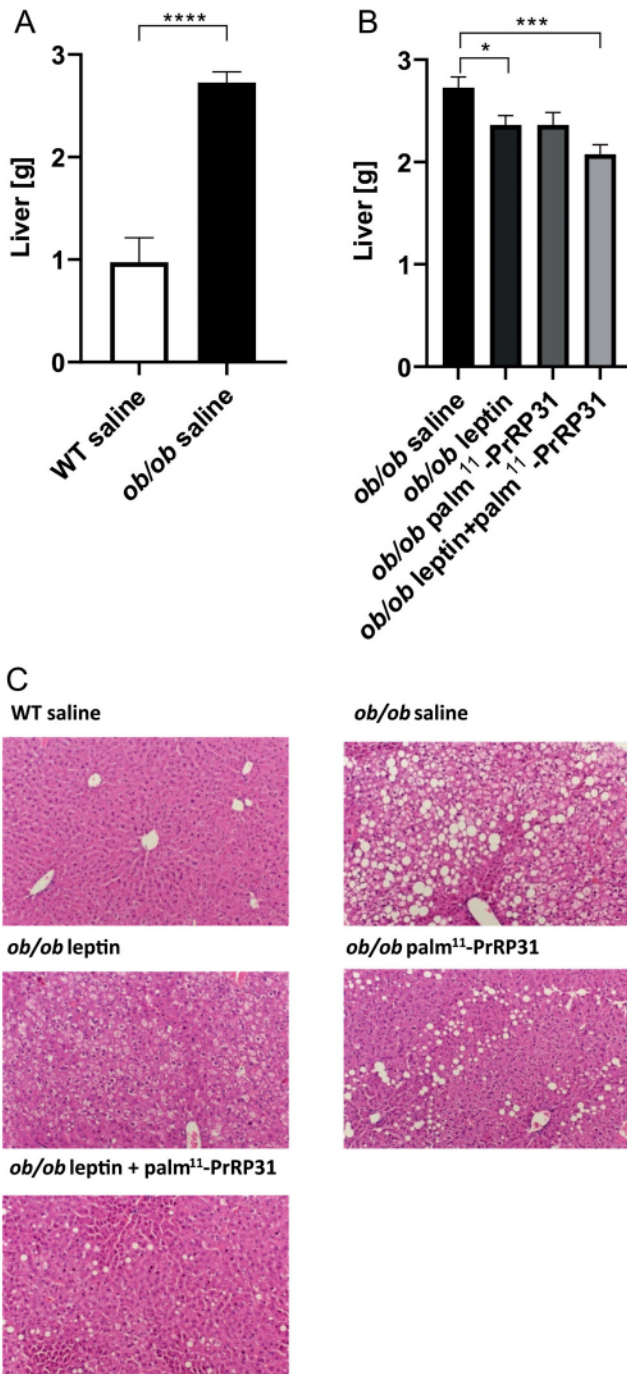 A
****
3
2
1
0
Liver [g]
WT saline
ob/ob saline
B
***
*
3
2
1
0
Liver [g]
ob/ob saline
ob/ob leptin
ob/ob palm¹¹-PrRP31
ob/ob leptin+palm¹¹-PrRP31
C
WT saline
ob/ob saline
ob/ob leptin
ob/ob palm¹¹-PrRP31
ob/ob leptin + palm¹¹-PrRP31